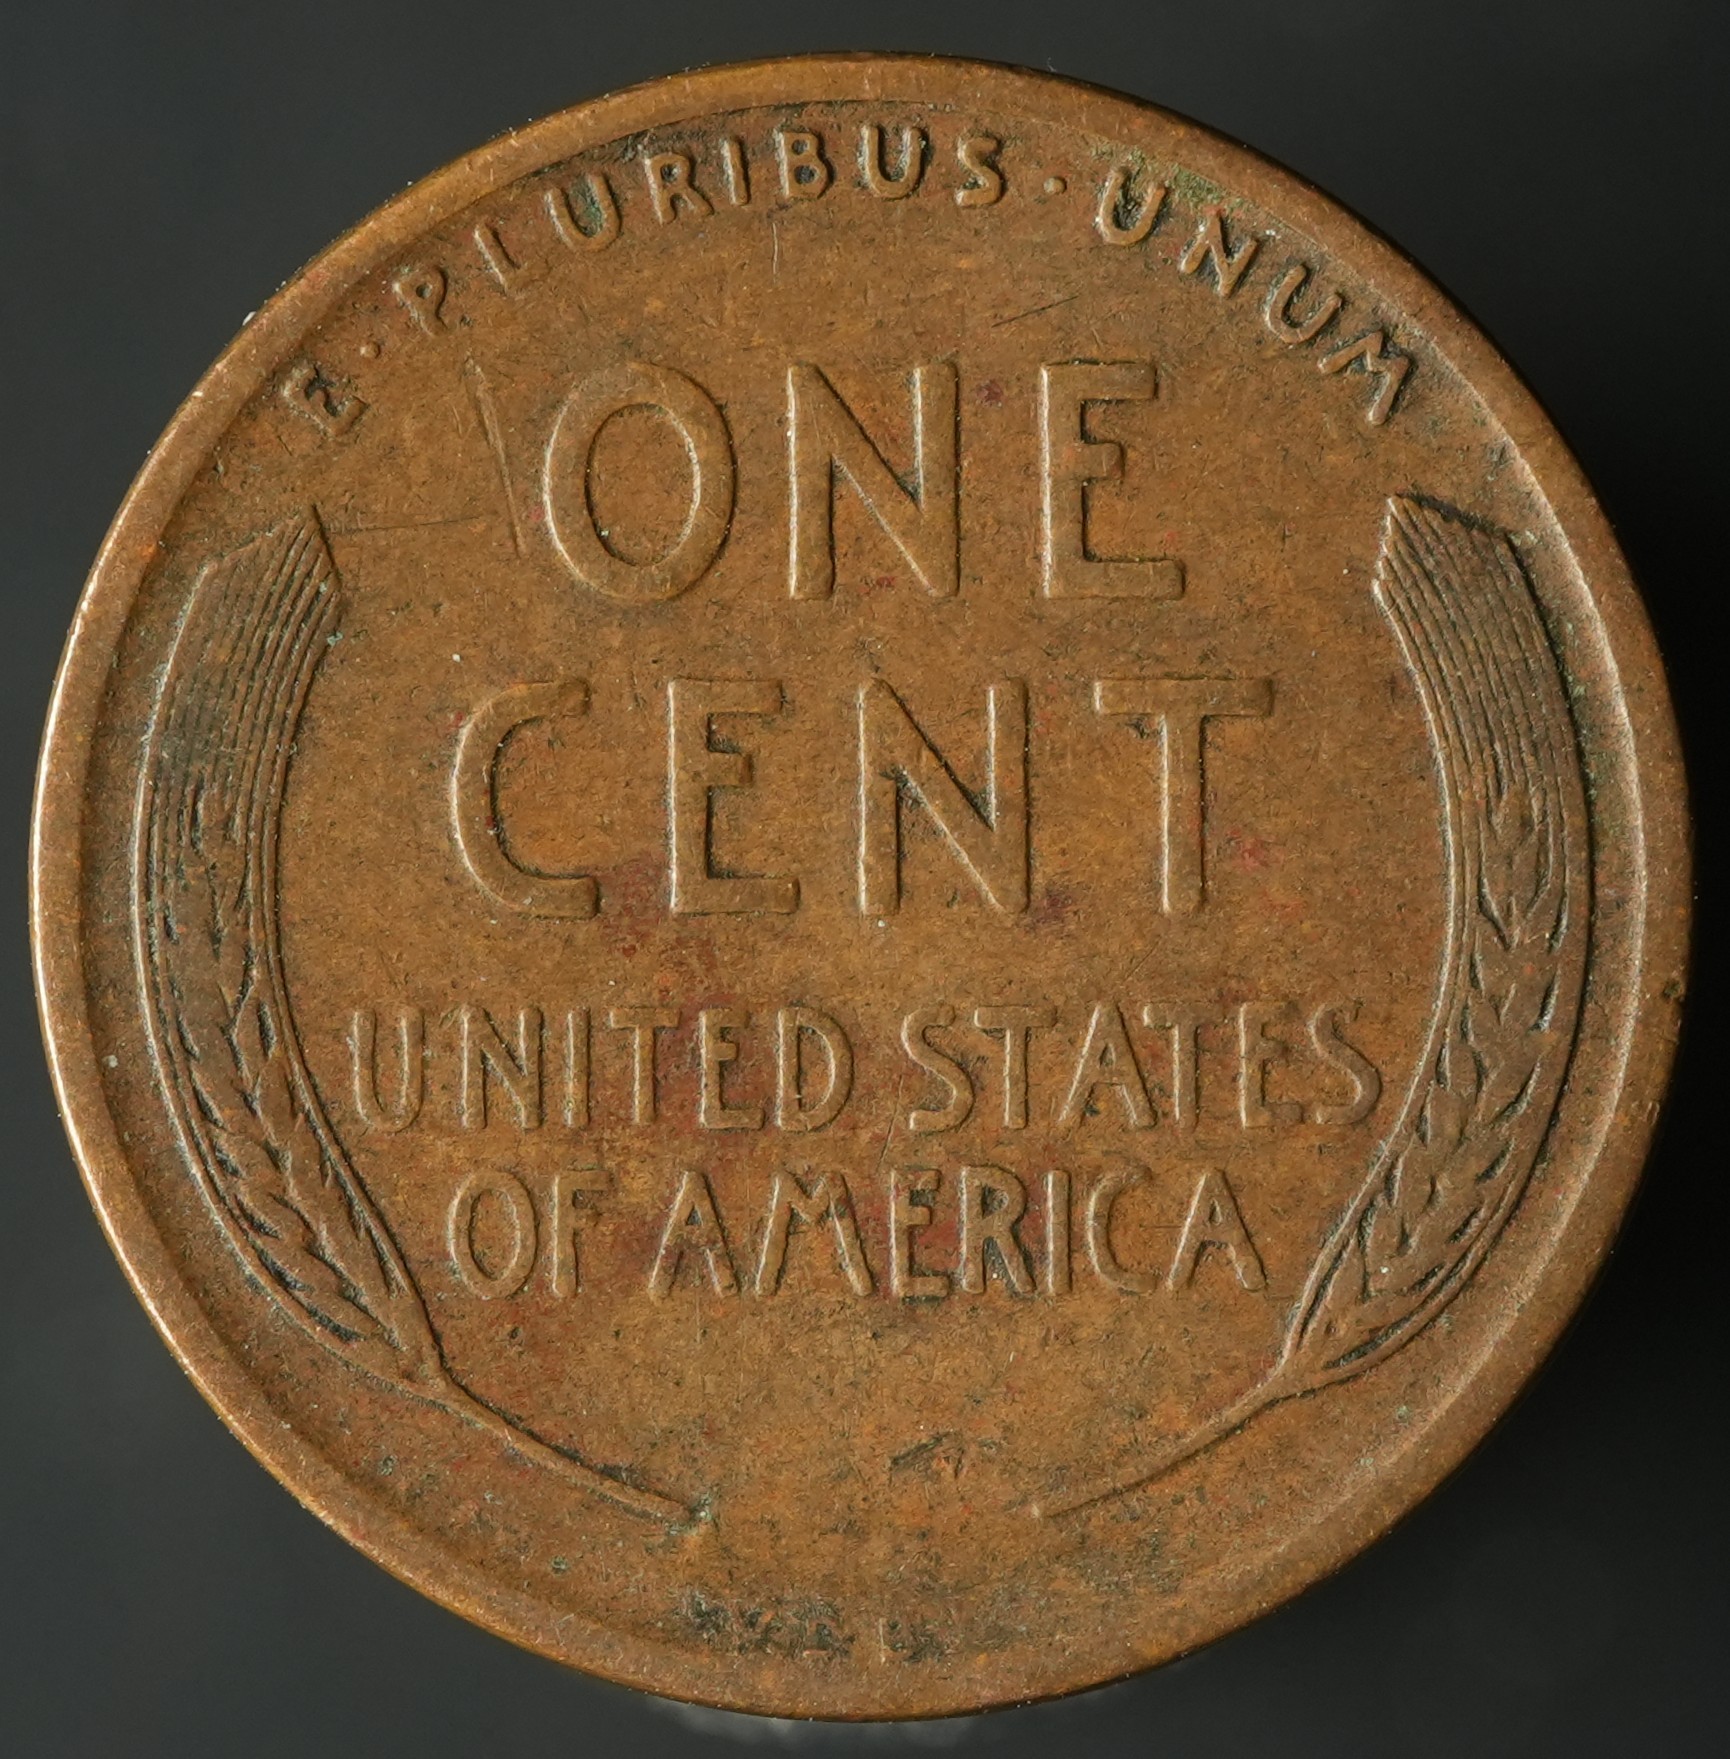 E·PLURIBUS·UNUM
ONE
CENT
UNITED STATES
OF AMERICA